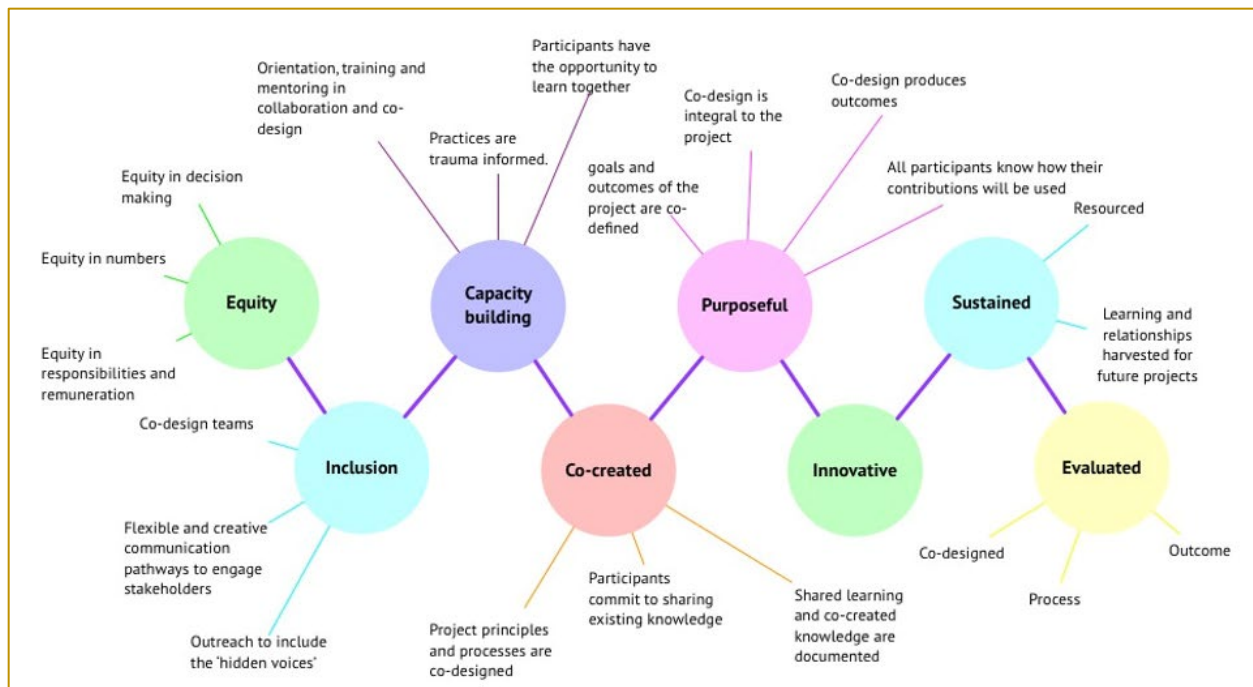 Equity
Equity in decision
making
Equity in numbers
Equity in
responsibilities and
remuneration
Inclusion
Co-design teams
Flexible and creative
communication
pathways to engage
stakeholders
Outreach to include
the ‘hidden voices’
Capacity
building
Orientation, training and
mentoring in
collaboration and co-
design
Practices are
trauma informed.
Participants have
the opportunity to
learn together
Co-created
Project principles
and processes are
co-designed
Participants
commit to sharing
existing knowledge
Shared learning
and co-created
knowledge are
documented
Purposeful
goals and
outcomes of the
project are co-
defined
Co-design is
integral to the
project
Co-design produces
outcomes
All participants know how their
contributions will be used
Innovative
Sustained
Resourced
Learning and
relationships
harvested for
future projects
Evaluated
Co-designed
Process
Outcome